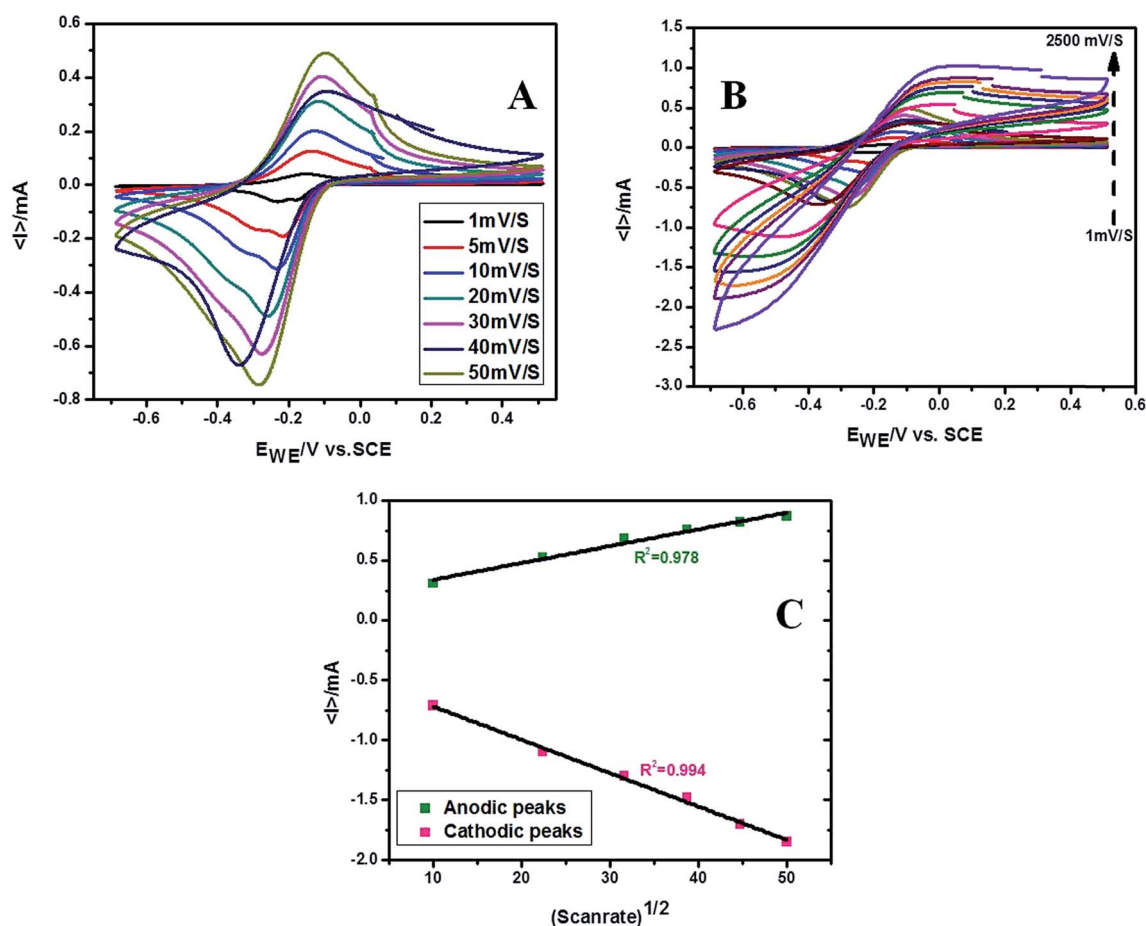 0.6
0.4
0.2
0.0
-0.2
-0.4
-0.6
-0.8
<I>/mA
A
1mV/S
5mV/S
10mV/S
20mV/S
30mV/S
40mV/S
50mV/S
-0.6 -0.4 -0.2 0.0 0.2 0.4
E_WE/V vs.SCE
1.5
1.0
0.5
0.0
-0.5
-1.0
-1.5
-2.0
-2.5
-3.0
<I>/mA
B
2500 mV/S
1mV/S
-0.6 -0.4 -0.2 0.0 0.2 0.4 0.6
E_WE/V vs. SCE
1.0
0.5
0.0
-0.5
-1.0
-1.5
-2.0
<I>/mA
R²=0.978
C
R²=0.994
Anodic peaks
Cathodic peaks
10 20 30 40 50
(Scanrate)^1/2